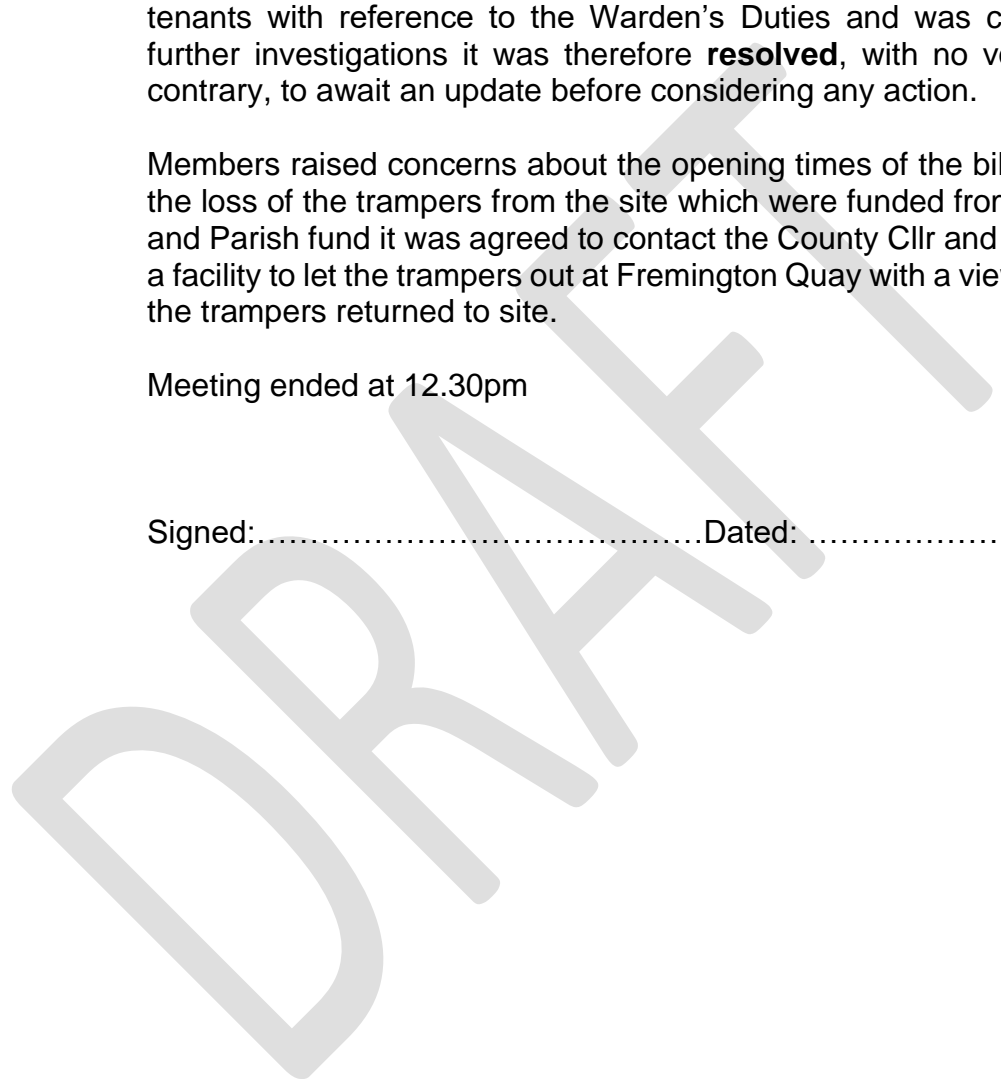 tenants with reference to the Warden's Duties and was
further investigations it was therefore resolved, with no
contrary, to await an update before considering any action.
Members raised concerns about the opening times of the
the loss of the trampers from the site which were funded
and Parish fund it was agreed to contact the County Cllr and
a facility to let the trampers out at Fremington Quay with a
the trampers returned to site.
Meeting ended at 12.30pm
Signed:……………………………………Dated: ………………
DRAFT